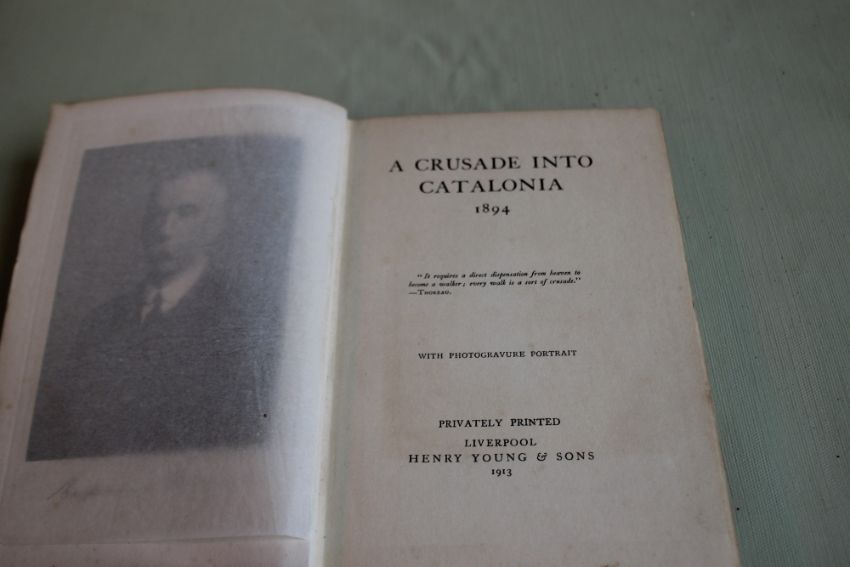 A CRUSADE INTO
CATALONIA
1894
"It requires a direct dispensation from heaven to
become a walker; every walk is a sort of crusade."
—THOREAU.
WITH PHOTOGRAVURE PORTRAIT
PRIVATELY PRINTED
LIVERPOOL
HENRY YOUNG & SONS
1913